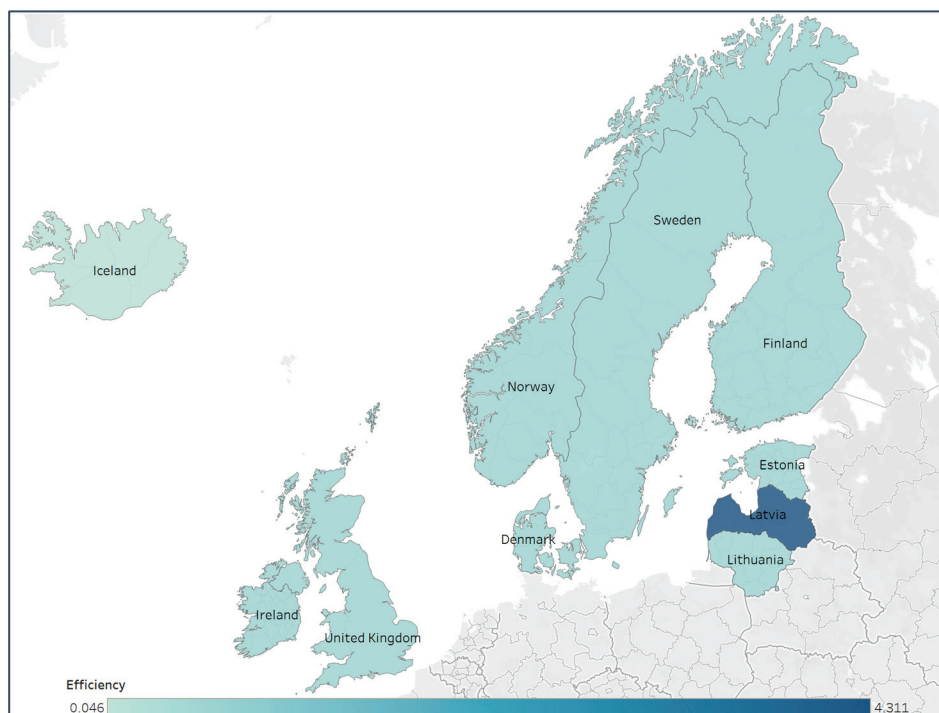 Sweden
Iceland
Finland
Norway
Estonia
Latvia
Denmark
Lithuania
Ireland
United Kingdom
Efficiency
0.046
4.311